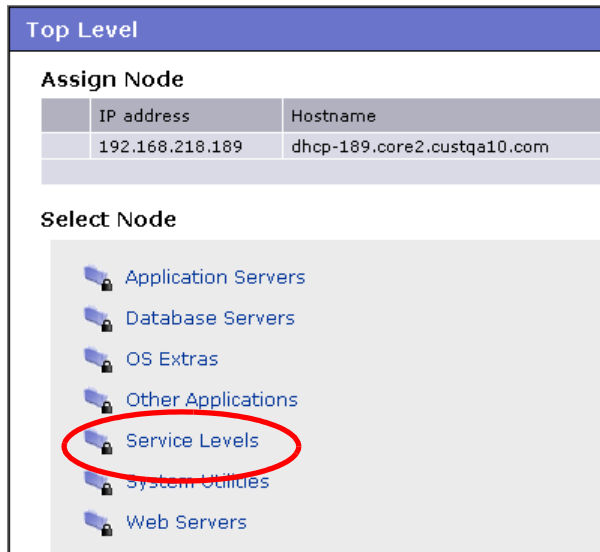 Top Level
Assign Node
IP address Hostname
192.168.218.189 dhcp-189.core2.custqa10.com
Select Node
Application Servers
Database Servers
OS Extras
Other Applications
Service Levels
System Utilities
Web Servers